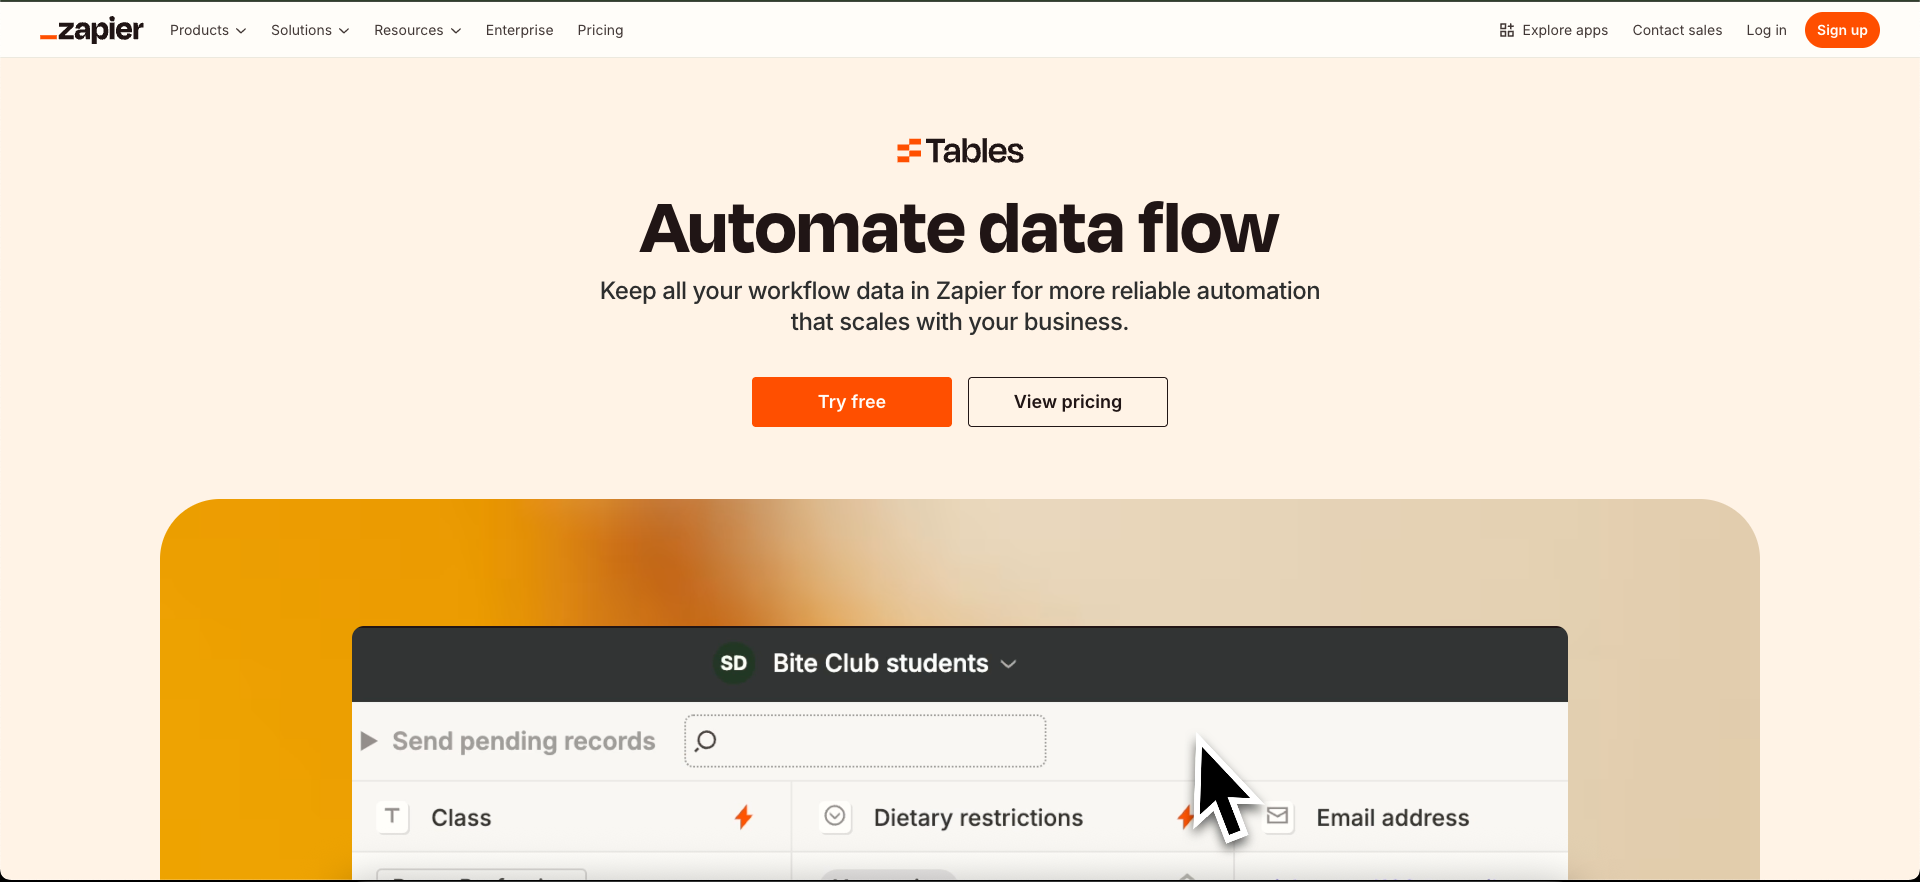 zapier
Products
Solutions
Resources
Enterprise
Pricing
Explore apps
Contact sales
Log in
Sign up
Tables
Automate data flow
Keep all your workflow data in Zapier for more reliable automation
that scales with your business.
Try free
View pricing
SD
Bite Club students
Send pending records
Class
Dietary restrictions
Email address